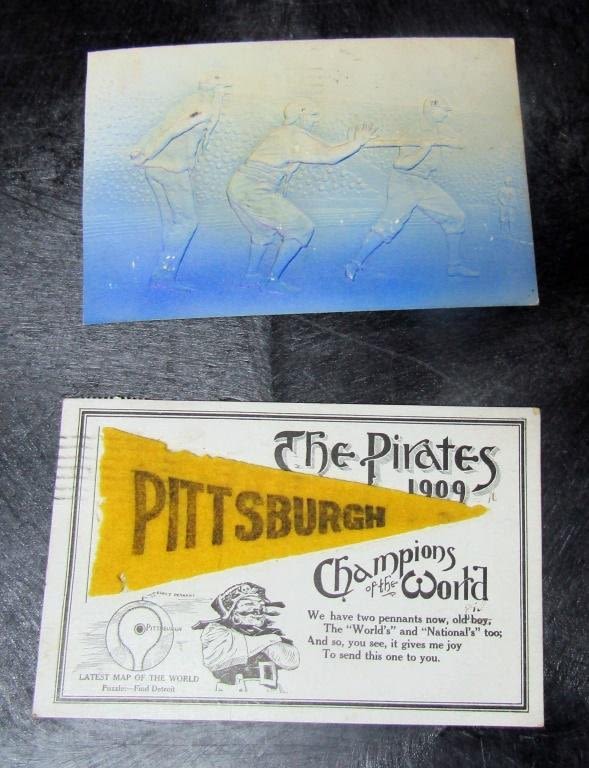 The Pirates
1909
PITTSBURGH
Champions
of the World
We have two pennants now, old boy,
The "World's" and "National's" too;
And so, you see, it gives me joy
To send this one to you.
PITTSBURGH
LATEST MAP OF THE WORLD
Puzzle:—Find Detroit